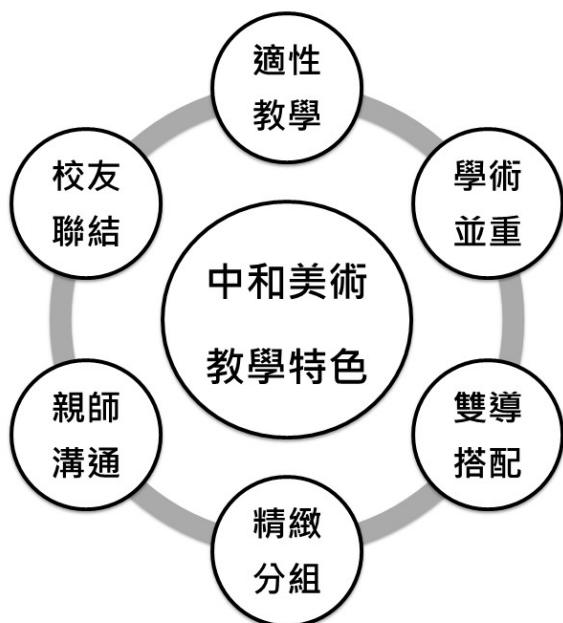 中和美術
教學特色
適性
教學
學術
並重
雙導
搭配
精緻
分組
親師
溝通
校友
聯結